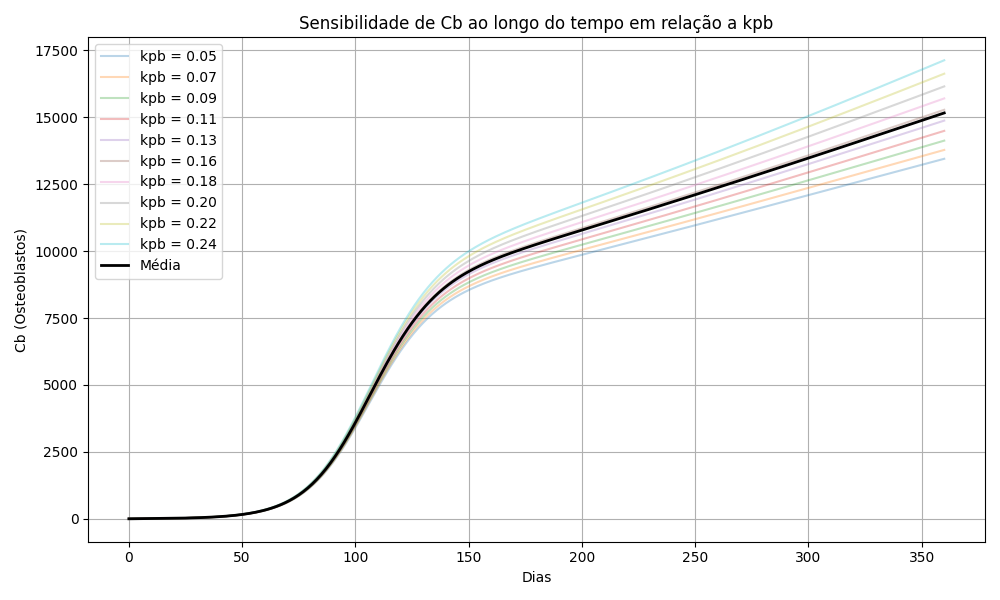 Sensibilidade de Cb ao longo do tempo em relação a kpb
Cb (Osteoblastos)
17500
15000
12500
10000
7500
5000
2500
0
kpb = 0.05
kpb = 0.07
kpb = 0.09
kpb = 0.11
kpb = 0.13
kpb = 0.16
kpb = 0.18
kpb = 0.20
kpb = 0.22
kpb = 0.24
Média
0 50 100 150 200 250 300 350
Dias